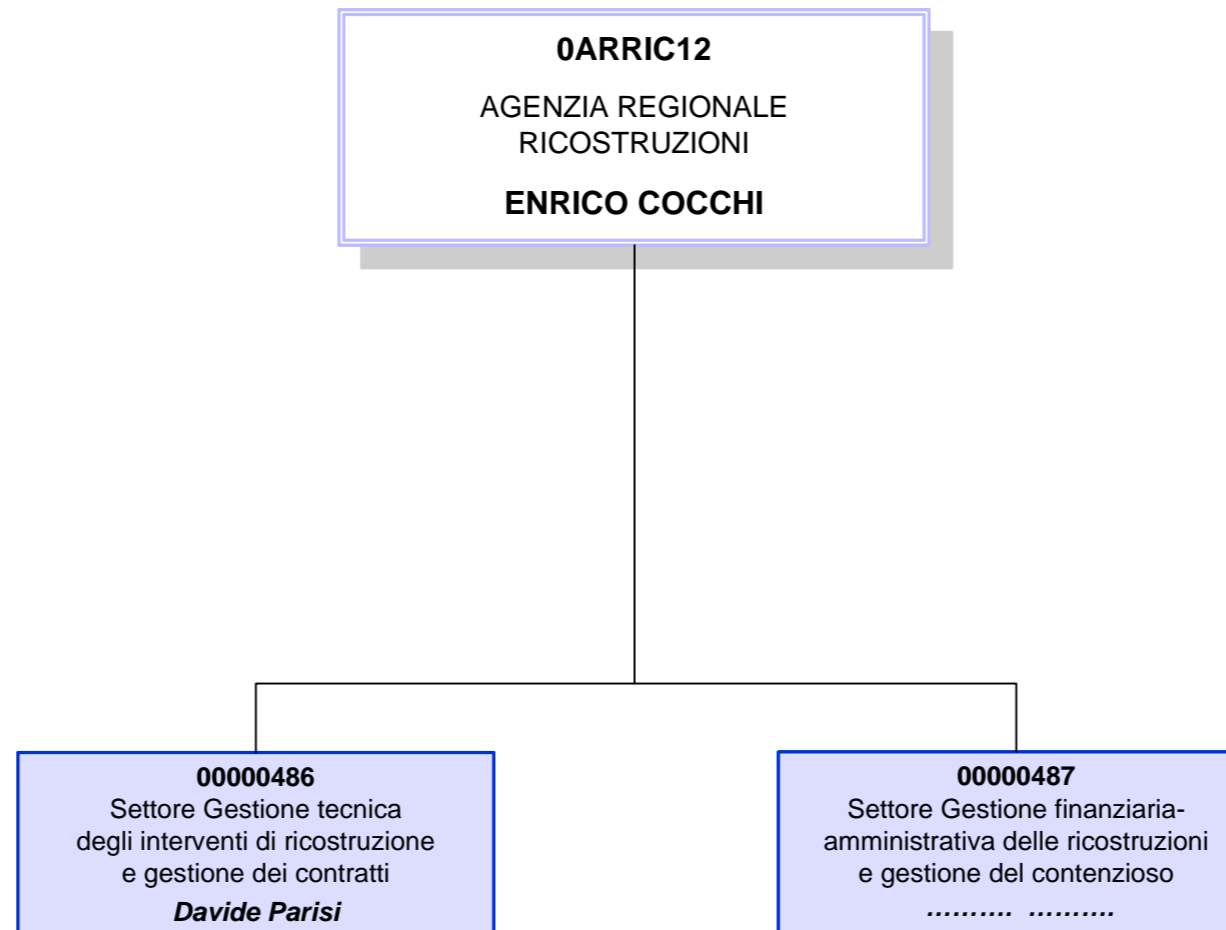 0ARRIC12
AGENZIA REGIONALE
RICOSTRUZIONI
ENRICO COCCHI
00000486
Settore Gestione tecnica
degli interventi di ricostruzione
e gestione dei contratti
Davide Parisi
00000487
Settore Gestione finanziaria-
amministrativa delle ricostruzioni
e gestione del contenzioso
………. ……….